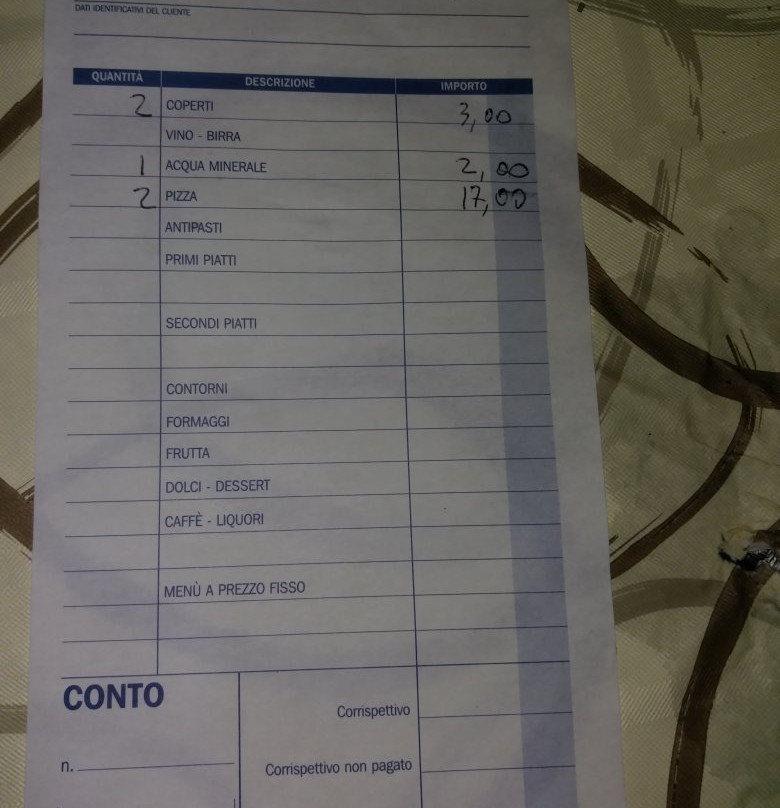 DATI IDENTIFICATIVI DEL CLIENTE
QUANTITÀ DESCRIZIONE IMPORTO
2 COPERTI 3,00
VINO - BIRRA
1 ACQUA MINERALE 2,00
2 PIZZA 17,00
ANTIPASTI
PRIMI PIATTI
SECONDI PIATTI
CONTORNI
FORMAGGI
FRUTTA
DOLCI - DESSERT
CAFFÈ - LIQUORI
MENÙ A PREZZO FISSO
CONTO
Corrispettivo
n.
Corrispettivo non pagato